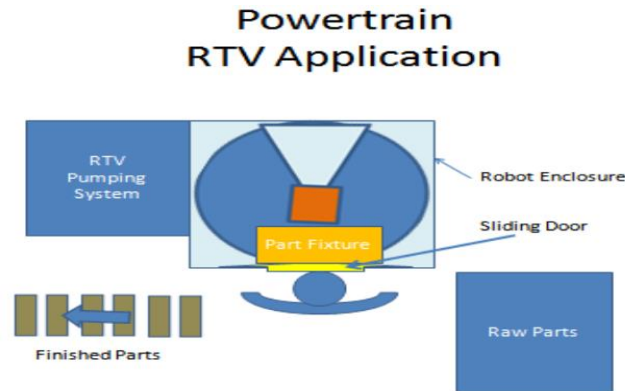 Powertrain
RTV Application
RTV
Pumping
System
Robot Enclosure
Part Fixture
Sliding Door
Raw Parts
Finished Parts